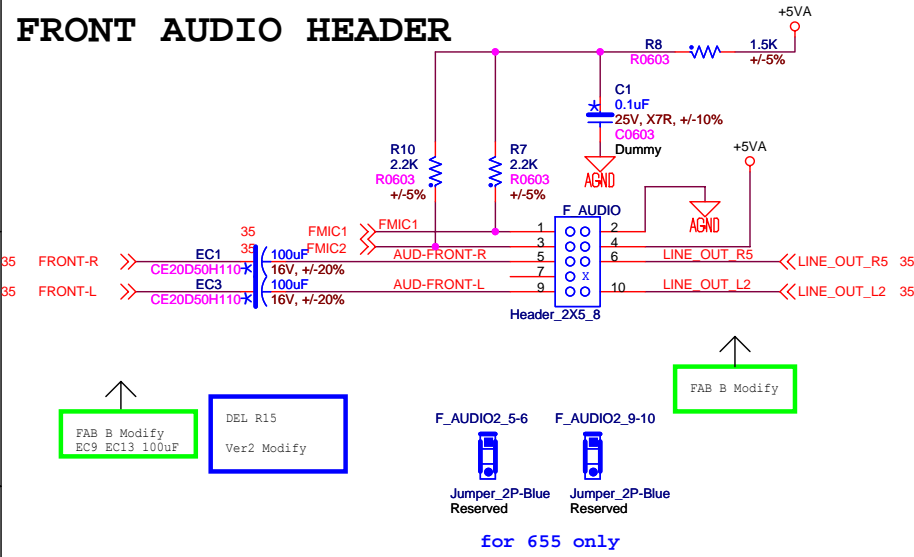 FRONT AUDIO HEADER
+5VA
R8
R0603
1.5K
+/-5%
C1
0.1uF
25V, X7R, +/-10%
C0603
Dummy
AGND
R10
2.2K
R0603
+/-5%
R7
2.2K
R0603
+/-5%
+5VA
AGND
F_AUDIO
35 FMIC1 FMIC1
35 FMIC2
1 2
3 4
5 6
7 X
9 10
Header_2X5_8
35 FRONT-R
EC1
CE20D50H110
100uF
16V, +/-20%
AUD-FRONT-R
35 FRONT-L
EC3
CE20D50H110
100uF
16V, +/-20%
AUD-FRONT-L
LINE_OUT_R5 LINE_OUT_R5 35
LINE_OUT_L2 LINE_OUT_L2 35
FAB B Modify
EC9 EC13 100uF
DEL R15
Ver2 Modify
FAB B Modify
F_AUDIO2_5-6
Jumper_2P-Blue
Reserved
F_AUDIO2_9-10
Jumper_2P-Blue
Reserved
for 655 only